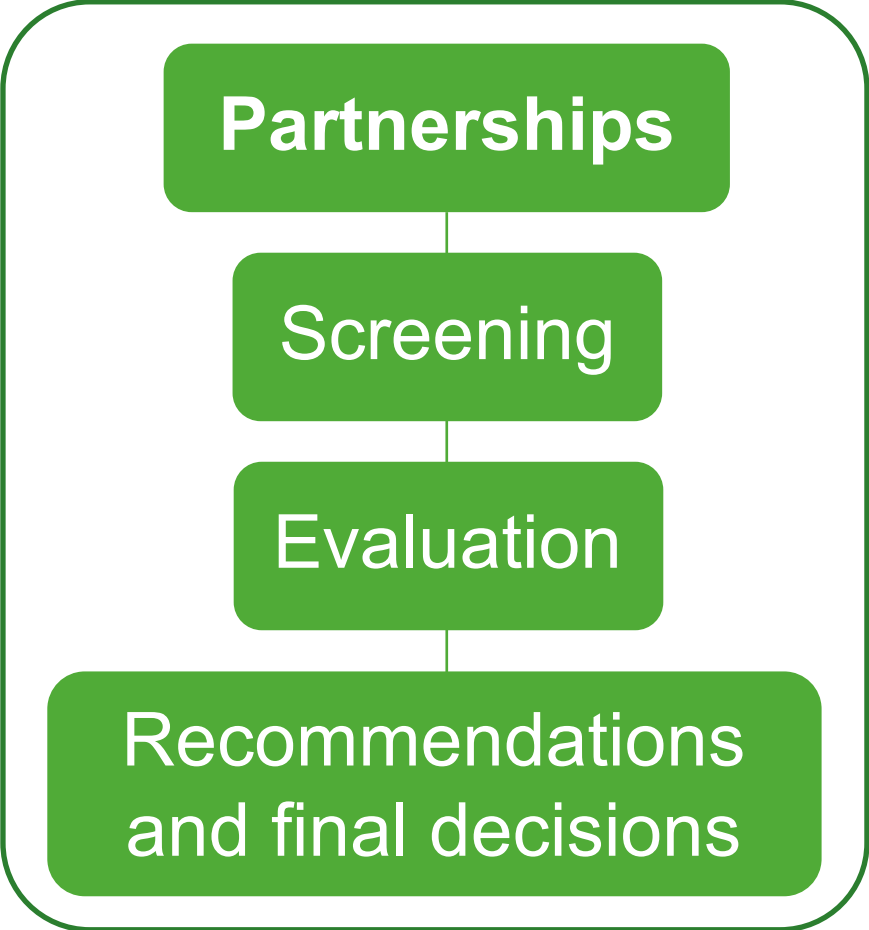 Partnerships
Screening
Evaluation
Recommendations
and final decisions